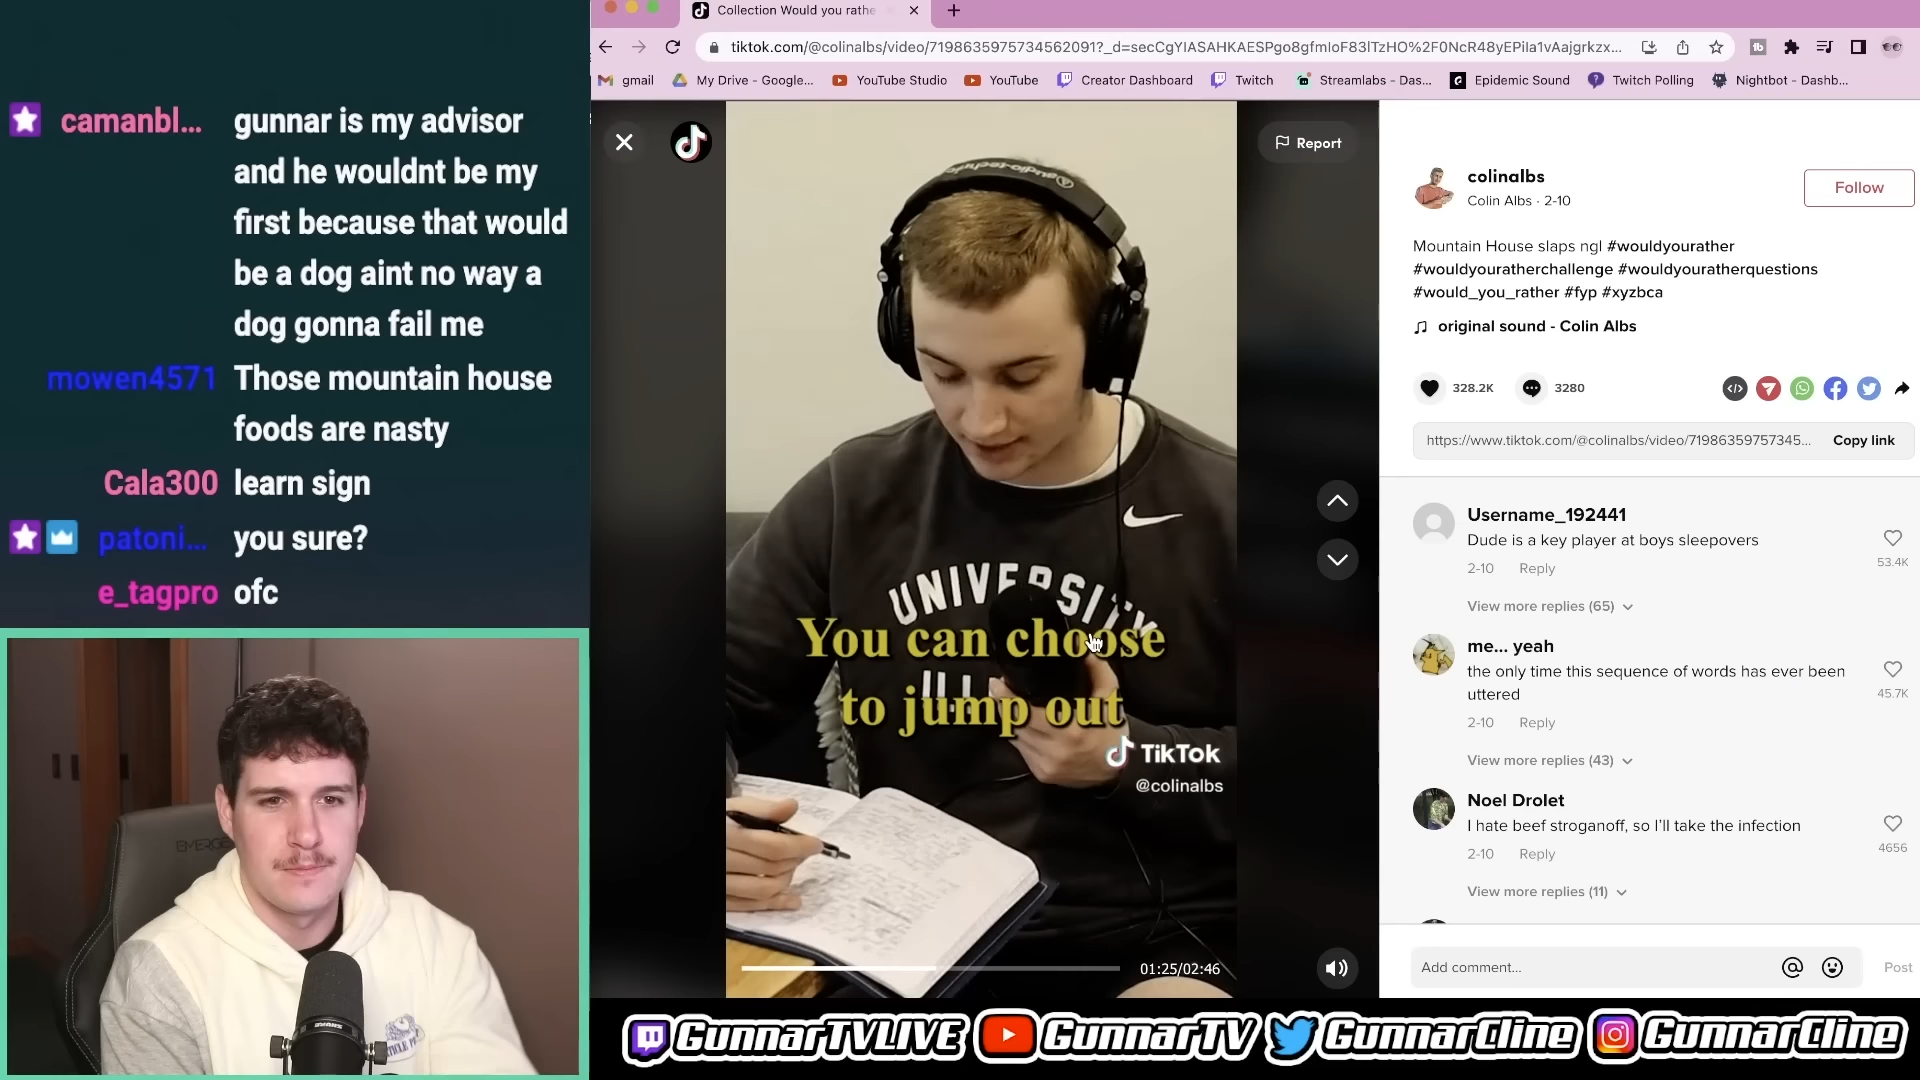 camanbl... gunnar is my advisor
and he wouldnt be my
first because that would
be a dog aint no way a
dog gonna fail me
mowen4571 Those mountain house
foods are nasty
Cala300 learn sign
patoni... you sure?
e_tagpro ofc
Collection Would you rathe
tiktok.com/@colinalbs/video/7198635975734562091?_d=secCgYIASAHKAESPgo8gfmIoF83lTzHO%2F0NcR48yEPiIa1vAajgrkzx...
gmail My Drive - Google... YouTube Studio YouTube Creator Dashboard Twitch Streamlabs - Das... Epidemic Sound Twitch Polling Nightbot - Dashb...
Report
audio-technica
UNIVERSITY
You can choose
to jump out
TikTok
@colinalbs
01:25/02:46
colinalbs
Colin Albs · 2-10
Follow
Mountain House slaps ngl #wouldyourather
#wouldyouratherchallenge #wouldyouratherquestions
#would_you_rather #fyp #xyzbca
original sound - Colin Albs
328.2K 3280
https://www.tiktok.com/@colinalbs/video/71986359757345... Copy link
Username_192441
Dude is a key player at boys sleepovers
53.4K
2-10 Reply
View more replies (65)
me... yeah
the only time this sequence of words has ever been
uttered
45.7K
2-10 Reply
View more replies (43)
Noel Drolet
I hate beef stroganoff, so I'll take the infection
4656
2-10 Reply
View more replies (11)
Add comment... Post
GunnarTVLIVE GunnarTV GunnarCline GunnarCline